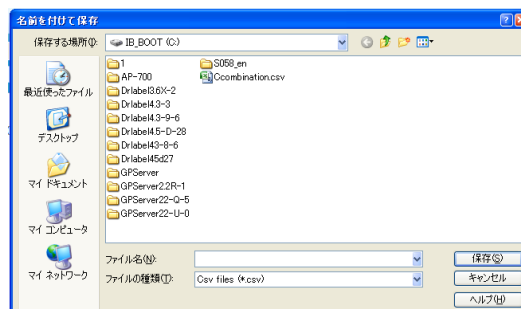 名前を付けて保存
保存する場所(I):
IB_BOOT (C:)
最近使ったファイル
デスクトップ
マイ ドキュメント
マイ コンピュータ
マイ ネットワーク
1
AP-700
Drlabel3.6X-2
Drlabel4.3-3
Drlabel4.3-9-6
Drlabel4.5-D-28
Drlabel43-8-6
Drlabel45d27
GPServer
GPServer2.2R-1
GPServer22-Q-5
GPServer22-U-0
S058_en
Ccombination.csv
ファイル名(N):
保存(S)
ファイルの種類(T):
Csv files (*.csv)
キャンセル
ヘルプ(H)